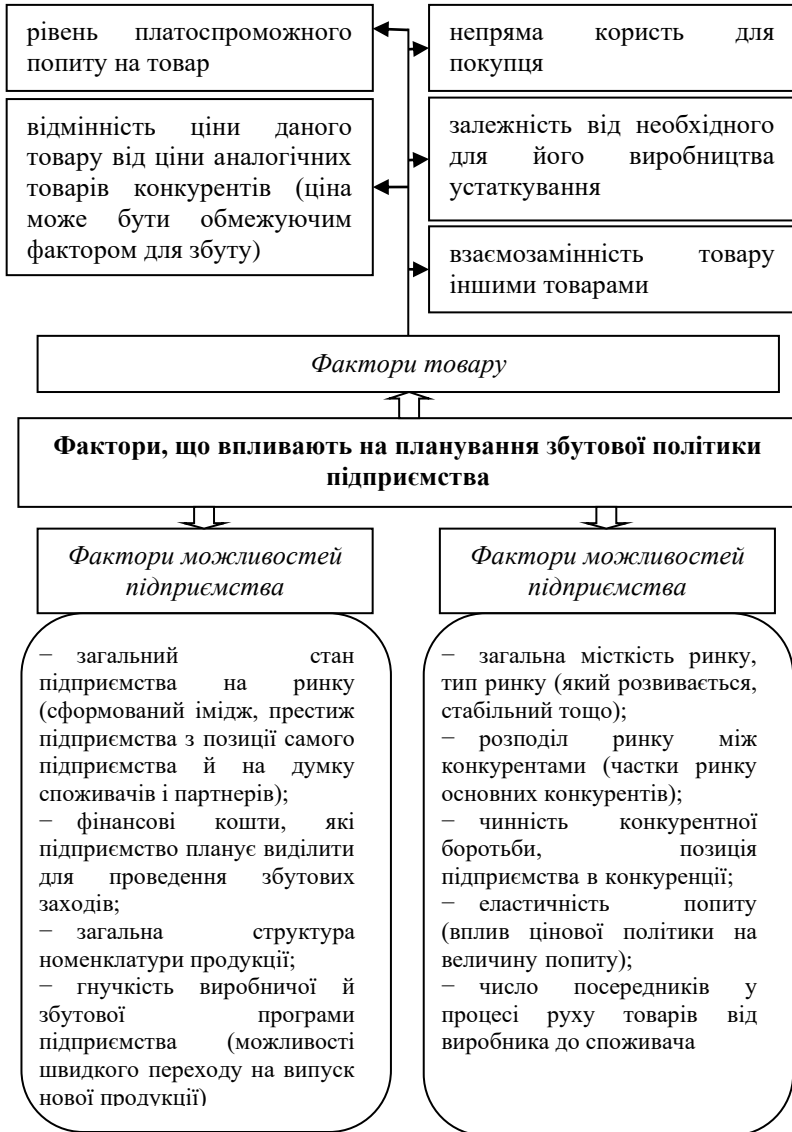 рівень платоспроможного
попиту на товар
відмінність ціни даного
товару від ціни аналогічних
товарів конкурентів (ціна
може бути обмежуючим
фактором для збуту)
непряма користь для
покупця
залежність від необхідного
для його виробництва
устаткування
взаємозамінність товару
іншими товарами
Фактори товару
Фактори, що впливають на планування збутової політики
підприємства
Фактори можливостей
підприємства
− загальний стан
підприємства на ринку
(сформований імідж, престиж
підприємства з позиції самого
підприємства й на думку
споживачів і партнерів);
− фінансові кошти, які
підприємство планує виділити
для проведення збутових
заходів;
− загальна структура
номенклатури продукції;
− гнучкість виробничої й
збутової програми
підприємства (можливості
швидкого переходу на випуск
нової продукції)
Фактори можливостей
підприємства
− загальна місткість ринку,
тип ринку (який розвивається,
стабільний тощо);
− розподіл ринку між
конкурентами (частки ринку
основних конкурентів);
− чинність конкурентної
боротьби, позиція
підприємства в конкуренції;
− еластичність попиту
(вплив цінової політики на
величину попиту);
− число посередників у
процесі руху товарів від
виробника до споживача